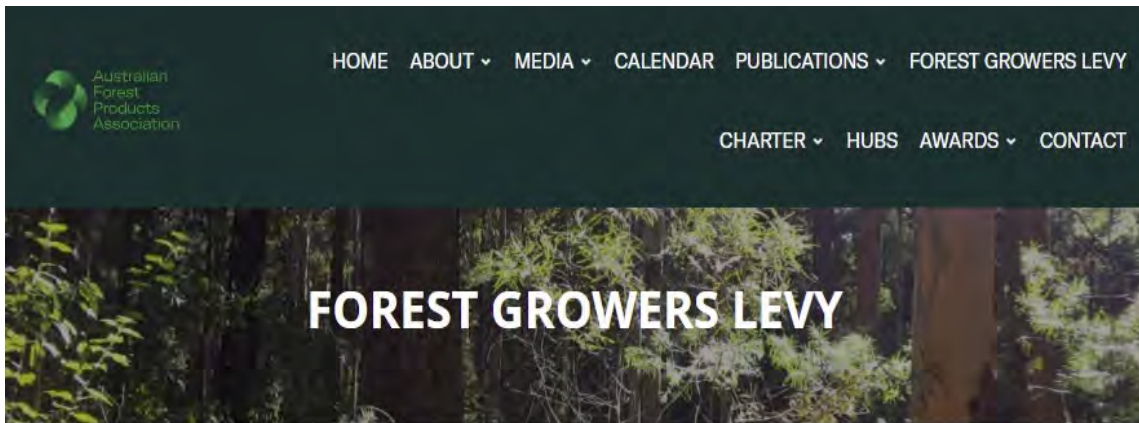 Australian
Forest
Products
Association
HOME ABOUT MEDIA CALENDAR PUBLICATIONS FOREST GROWERS LEVY
CHARTER HUBS AWARDS CONTACT
FOREST GROWERS LEVY